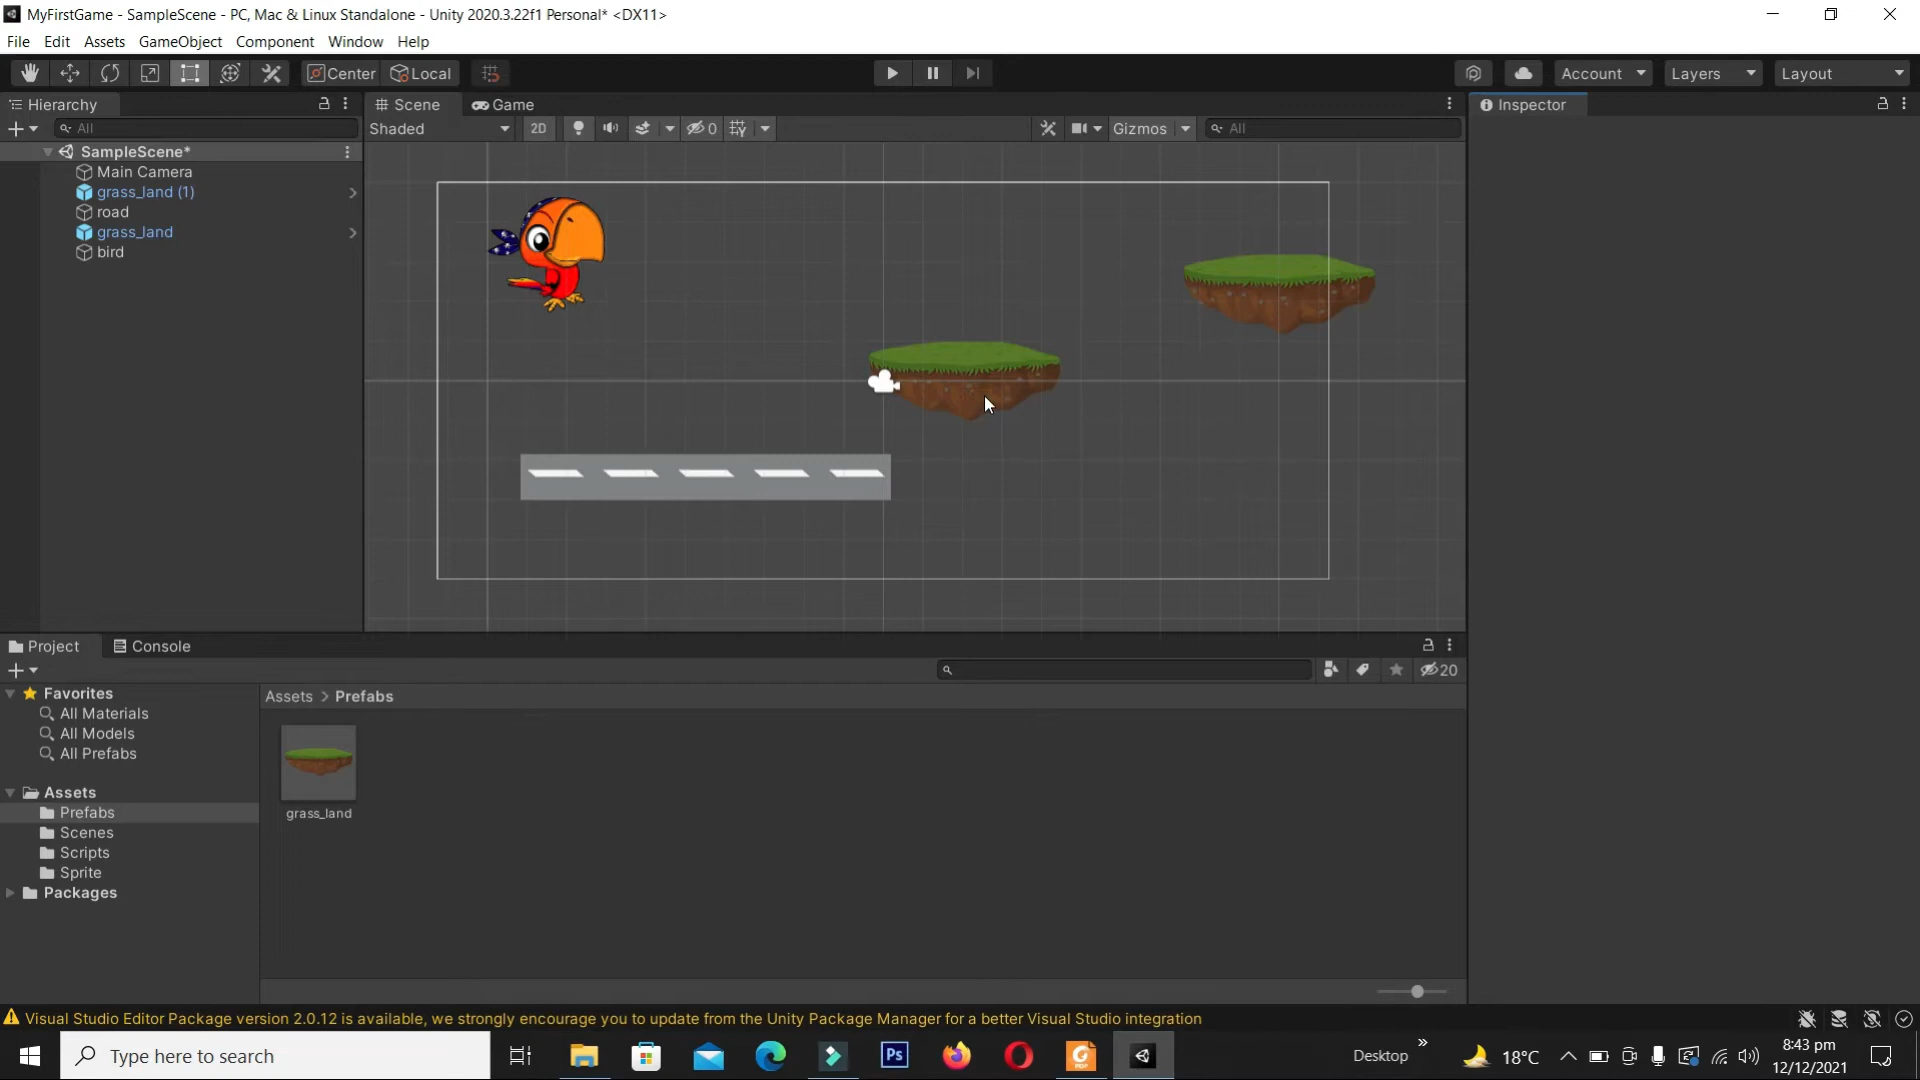 MyFirstGame - SampleScene - PC, Mac & Linux Standalone - Unity 2020.3.22f1 Personal* <DX11>
File Edit Assets GameObject Component Window Help
Center Local Account Layers Layout
Hierarchy Scene Game Inspector
All Shaded 2D 0 Gizmos All
SampleScene*
Main Camera
grass_land (1)
road
grass_land
bird
Project Console
20
Favorites Assets > Prefabs
All Materials
All Models
All Prefabs
Assets
Prefabs grass_land
Scenes
Scripts
Sprite
Packages
Visual Studio Editor Package version 2.0.12 is available, we strongly encourage you to update from the Unity Package Manager for a better Visual Studio integration
Type here to search Ps PDF Desktop 18°C 8:43 pm
12/12/2021